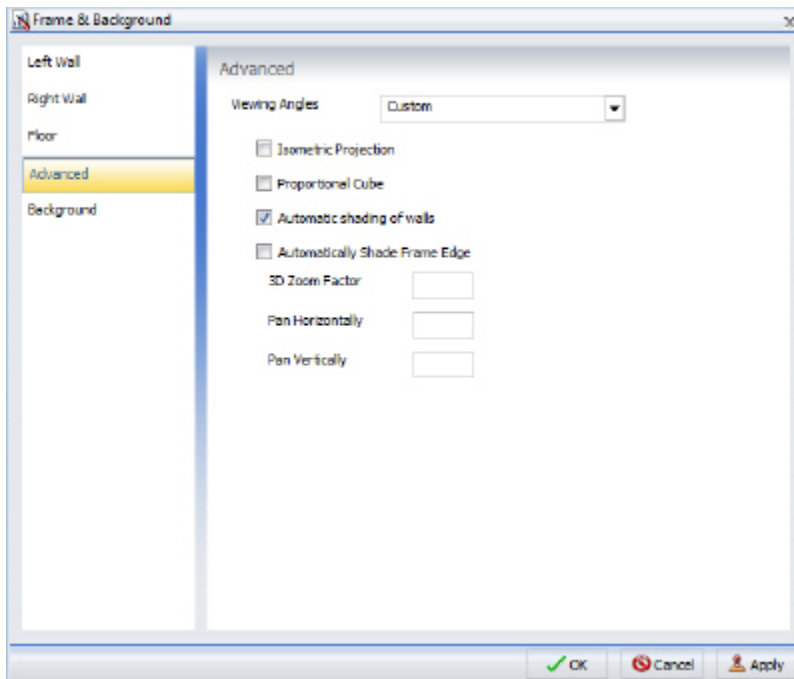 Frame & Background
Left Wall
Right Wall
Floor
Advanced
Background
Advanced
Viewing Angles Custom
Isometric Projection
Proportional Cube
Automatic shading of walls
Automatically Shade Frame Edge
3D Zoom Factor
Pan Horizontally
Pan Vertically
OK Cancel Apply